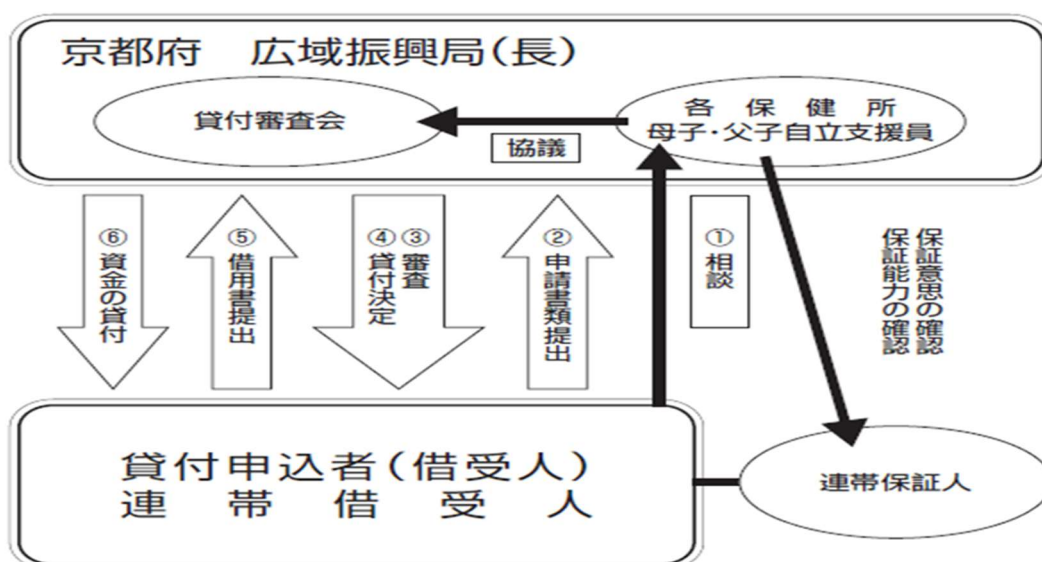 京都府 広域振興局(長)
貸付審査会
各保健所
母子・父子自立支援員
協議
⑥資金の貸付
⑤借用書提出
③審査
④貸付決定
②申請書類提出
①相談
保証意思の確認
保証能力の確認
貸付申込者(借受人)
連帯借受人
連帯保証人